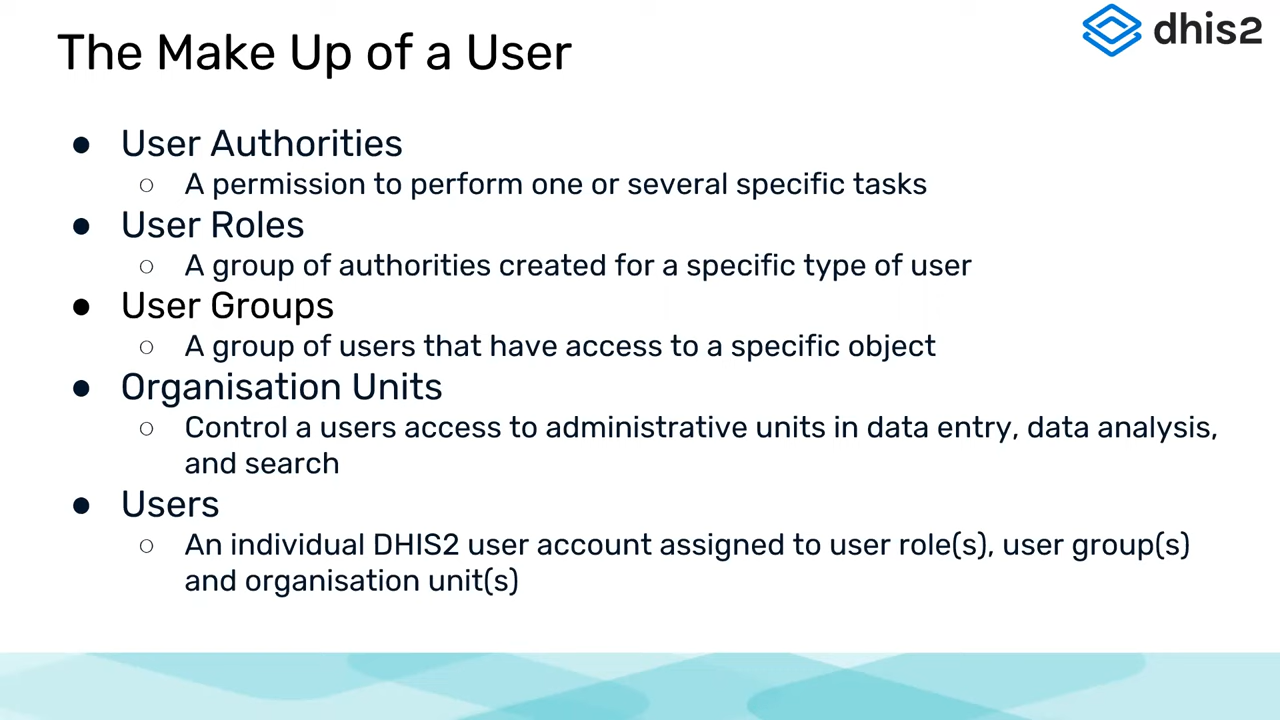 The Make Up of a User
dhis2
● User Authorities
○ A permission to perform one or several specific tasks
● User Roles
○ A group of authorities created for a specific type of user
● User Groups
○ A group of users that have access to a specific object
● Organisation Units
○ Control a users access to administrative units in data entry, data analysis,
and search
● Users
○ An individual DHIS2 user account assigned to user role(s), user group(s)
and organisation unit(s)